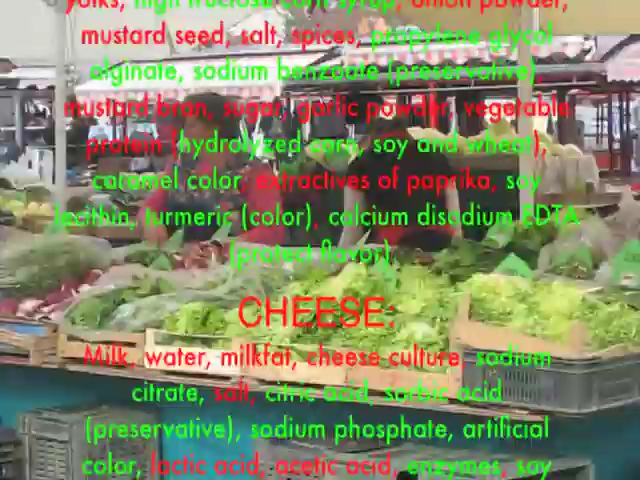 yolks, high fructose corn syrup, onion powder,
mustard seed, salt, spices, propylene glycol
alginate, sodium benzoate (preservative),
mustard bran, sugar, garlic powder, vegetable
protein (hydrolyzed corn, soy and wheat),
caramel color, extractives of paprika, soy
lecithin, turmeric (color), calcium disodium EDTA
(protect flavor).
CHEESE:
Milk, water, milkfat, cheese culture, sodium
citrate, salt, citric acid, sorbic acid
(preservative), sodium phosphate, artificial
color, lactic acid, acetic acid, enzymes, soy